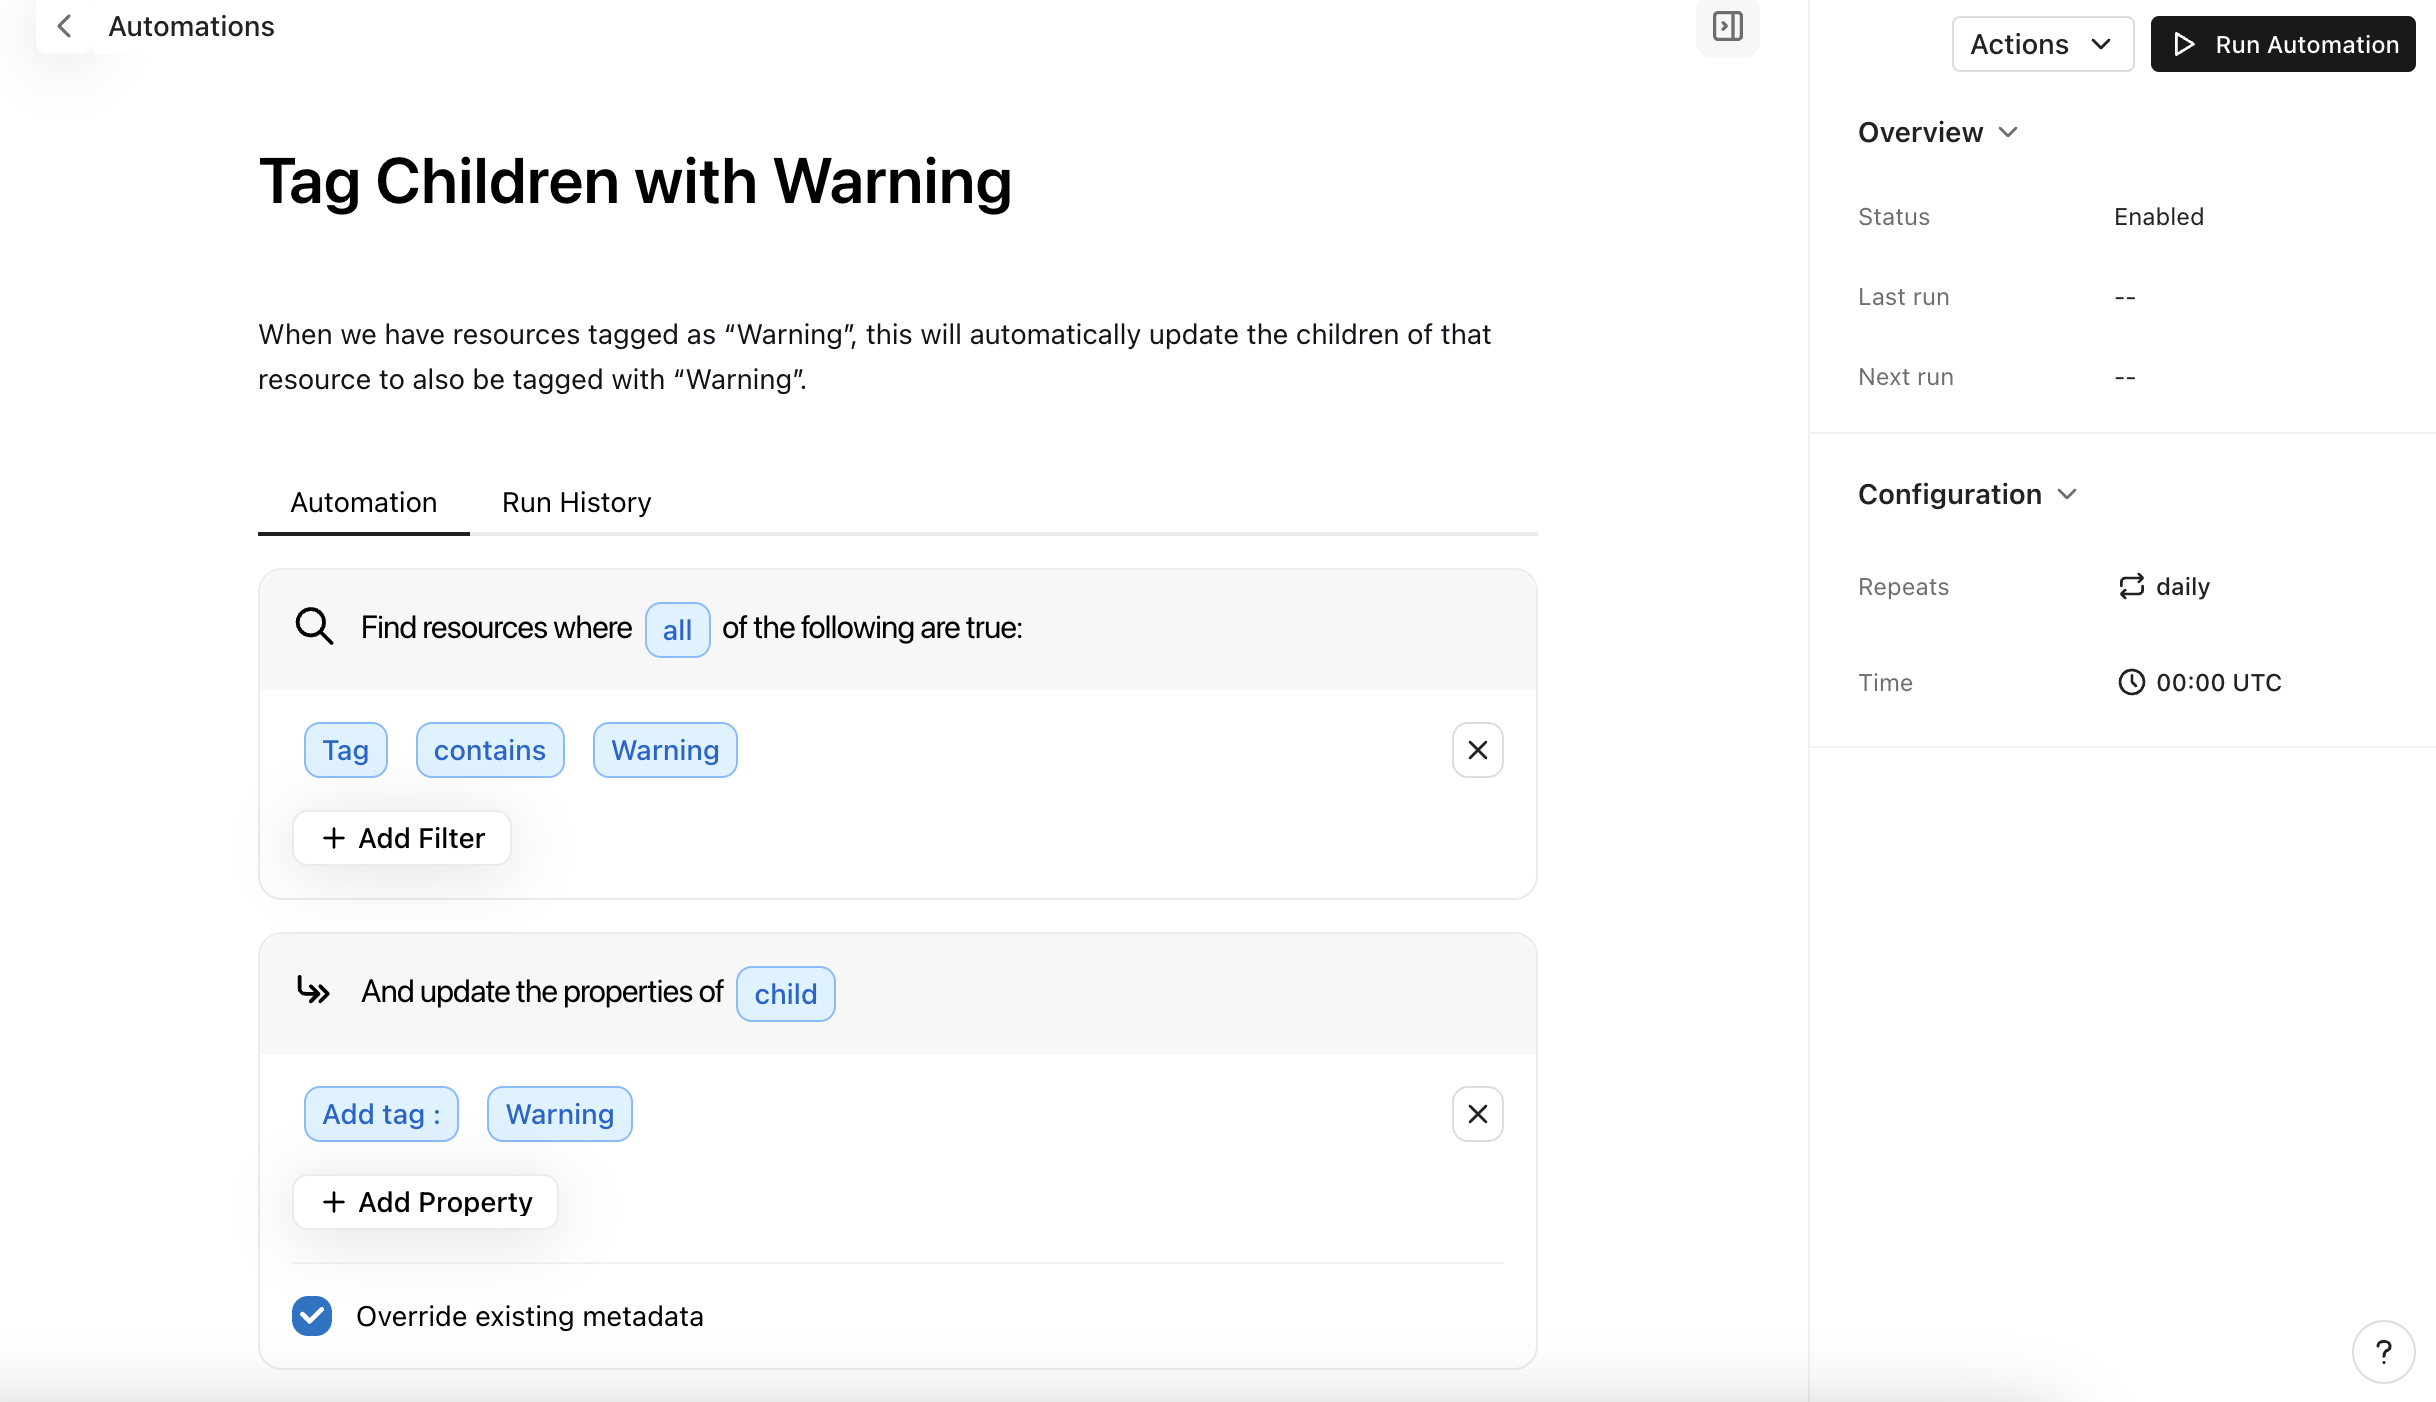 Automations
Actions
Run Automation
Tag Children with Warning
When we have resources tagged as “Warning”, this will automatically update the children of that
resource to also be tagged with “Warning”.
Automation Run History
Find resources where all of the following are true:
Tag contains Warning
+ Add Filter
And update the properties of child
Add tag : Warning
+ Add Property
Override existing metadata
Overview
Status Enabled
Last run --
Next run --
Configuration
Repeats daily
Time 00:00 UTC
?